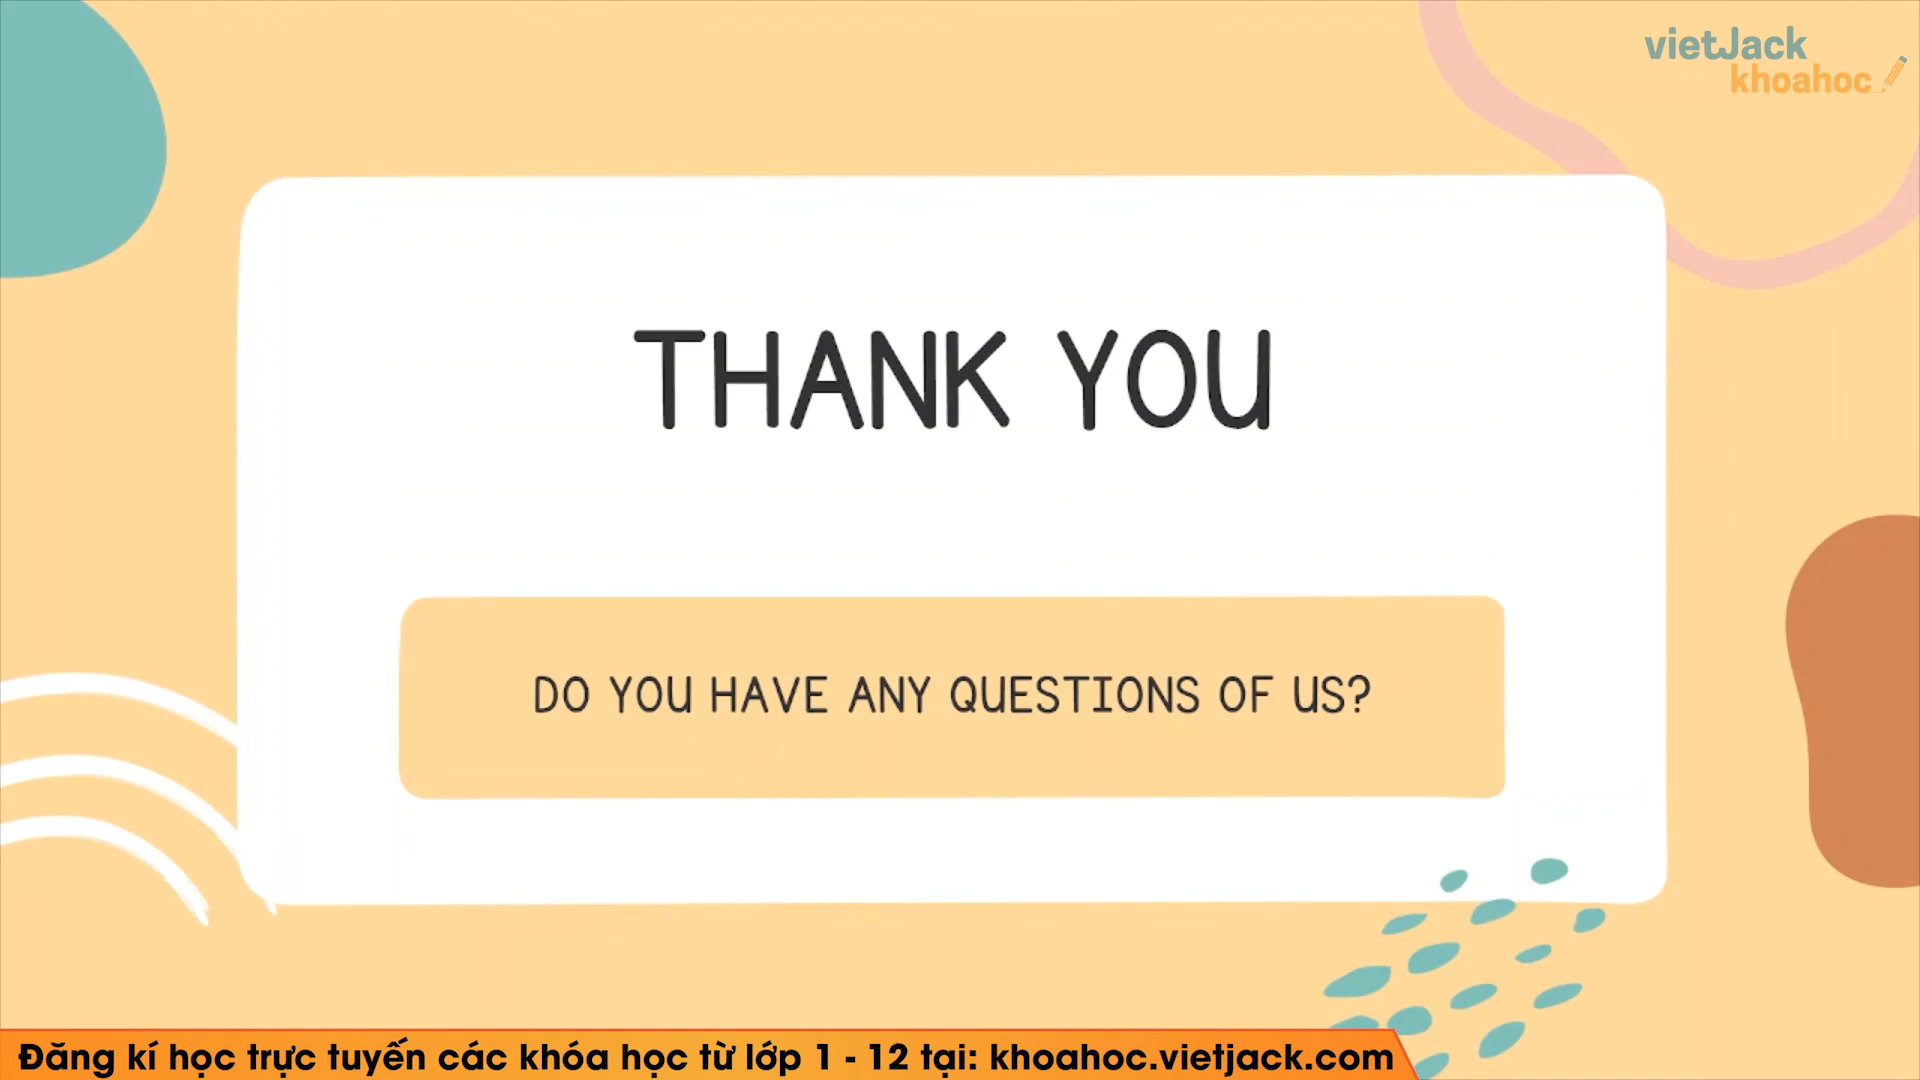 vietJack
khoahoc
THANK YOU
DO YOU HAVE ANY QUESTIONS OF US?
Đăng kí học trực tuyến các khóa học từ lớp 1 - 12 tại: khoahoc.vietjack.com